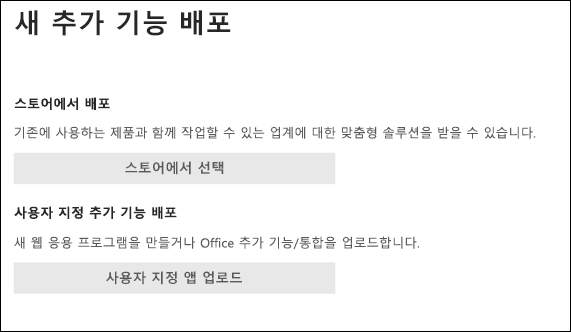 새 추가 기능 배포
스토어에서 배포
기존에 사용하는 제품과 함께 작업할 수 있는 업계에 대한 맞춤형 솔루션을 받을 수 있습니다.
스토어에서 선택
사용자 지정 추가 기능 배포
새 웹 응용 프로그램을 만들거나 Office 추가 기능/통합을 업로드합니다.
사용자 지정 앱 업로드